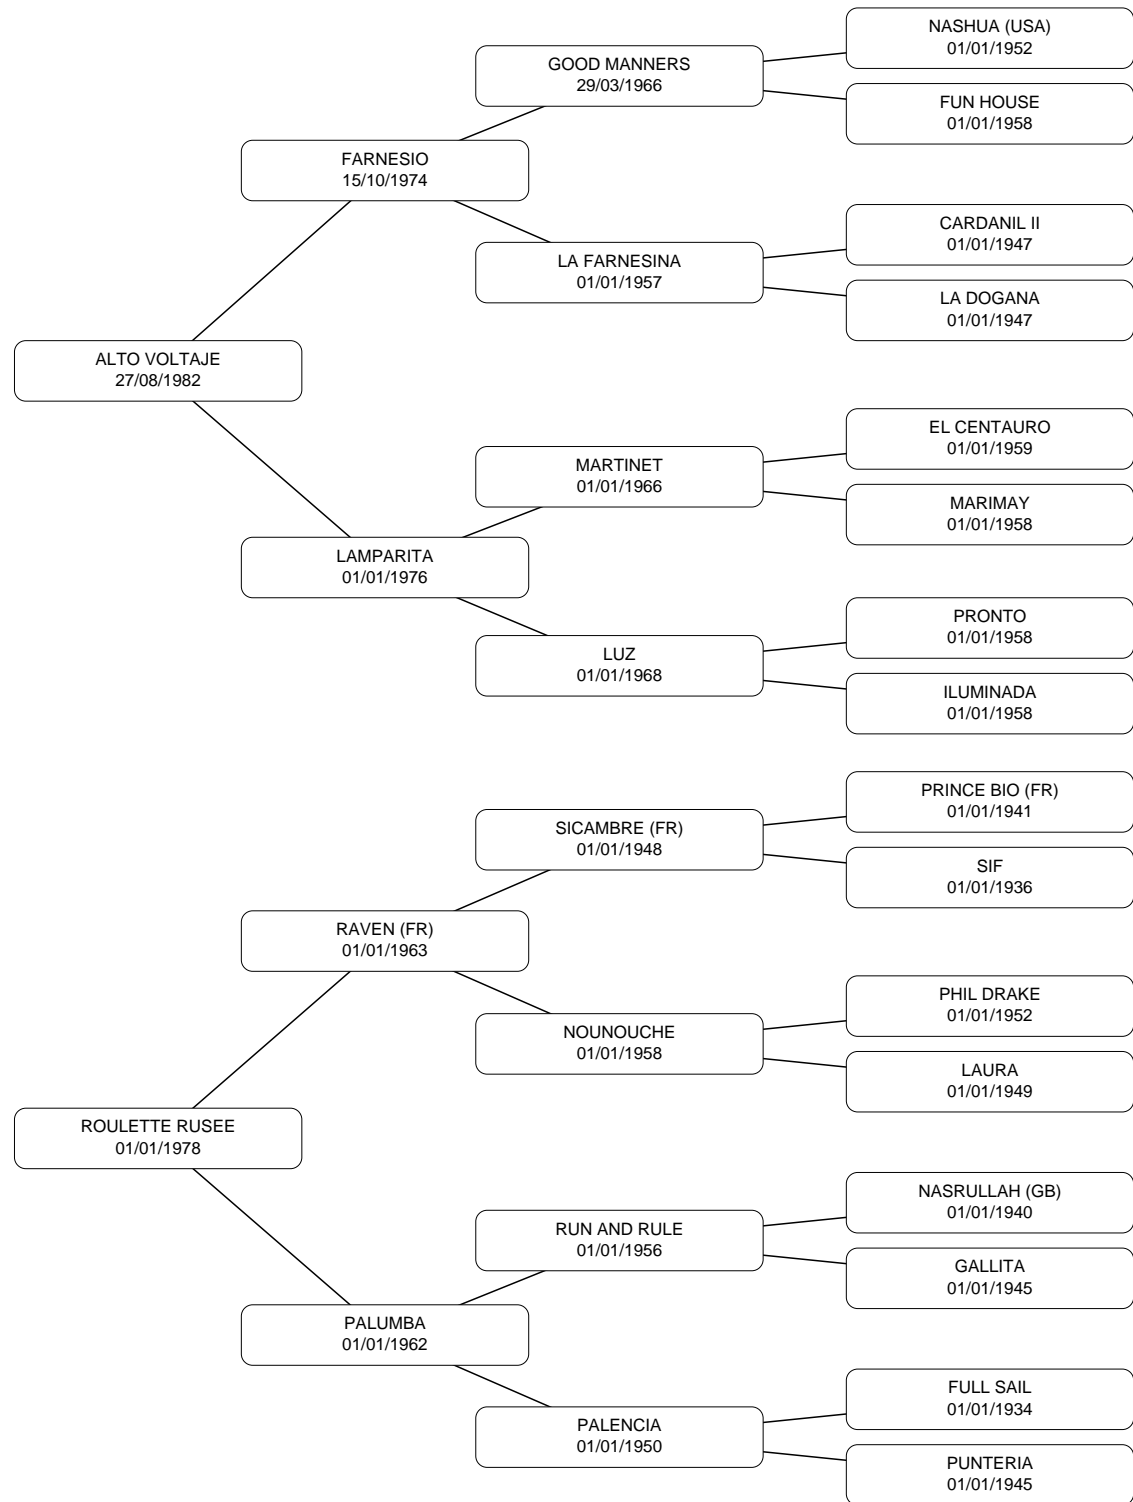 NASHUA (USA)
01/01/1952
GOOD MANNERS
29/03/1966
FUN HOUSE
01/01/1958
FARNESIO
15/10/1974
CARDANIL II
01/01/1947
LA FARNESINA
01/01/1957
LA DOGANA
01/01/1947
ALTO VOLTAJE
27/08/1982
EL CENTAURO
01/01/1959
MARTINET
01/01/1966
MARIMAY
01/01/1958
LAMPARITA
01/01/1976
PRONTO
01/01/1958
LUZ
01/01/1968
ILUMINADA
01/01/1958
PRINCE BIO (FR)
01/01/1941
SICAMBRE (FR)
01/01/1948
SIF
01/01/1936
RAVEN (FR)
01/01/1963
PHIL DRAKE
01/01/1952
NOUNOUCHE
01/01/1958
LAURA
01/01/1949
ROULETTE RUSEE
01/01/1978
NASRULLAH (GB)
01/01/1940
RUN AND RULE
01/01/1956
GALLITA
01/01/1945
PALUMBA
01/01/1962
FULL SAIL
01/01/1934
PALENCIA
01/01/1950
PUNTERIA
01/01/1945